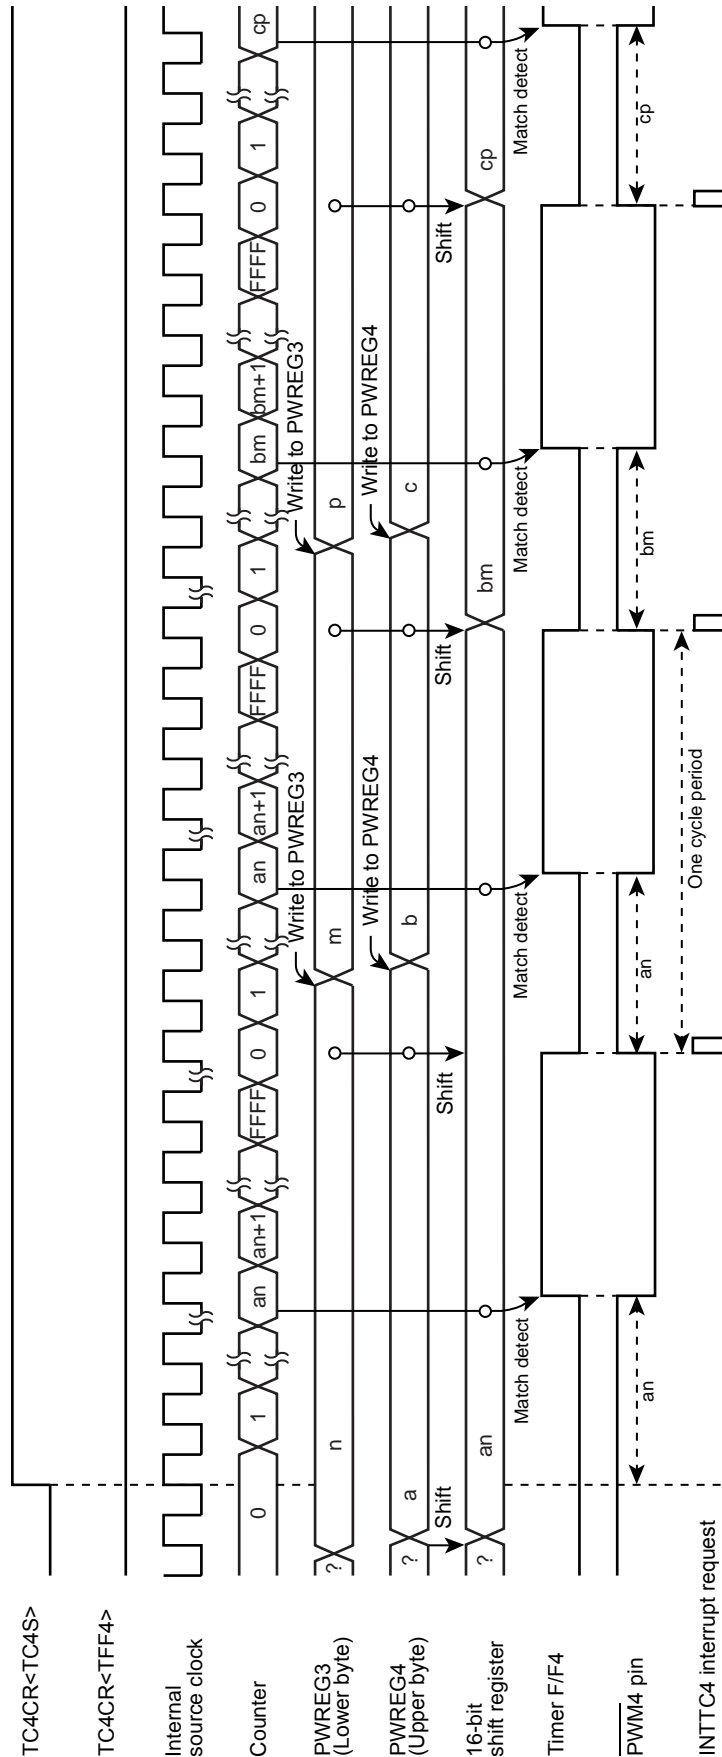 TC4CR<TC4S>
TC4CR<TFF4>
Internal
source clock
Counter 0 1 an an+1 FFFF 0 1 an an+1 FFFF 0 1 bm bm+1 FFFF 0 1 cp
Write to PWREG3 Write to PWREG3
PWREG3
(Lower byte) ? n m p
Write to PWREG4 Write to PWREG4
PWREG4
(Upper byte) ? a b c
Shift Shift Shift Shift
16-bit
shift register ? an bm cp
Match detect Match detect Match detect Match detect
Timer F/F4
PWM4 pin an an bm cp
One cycle period
INTTC4 interrupt request